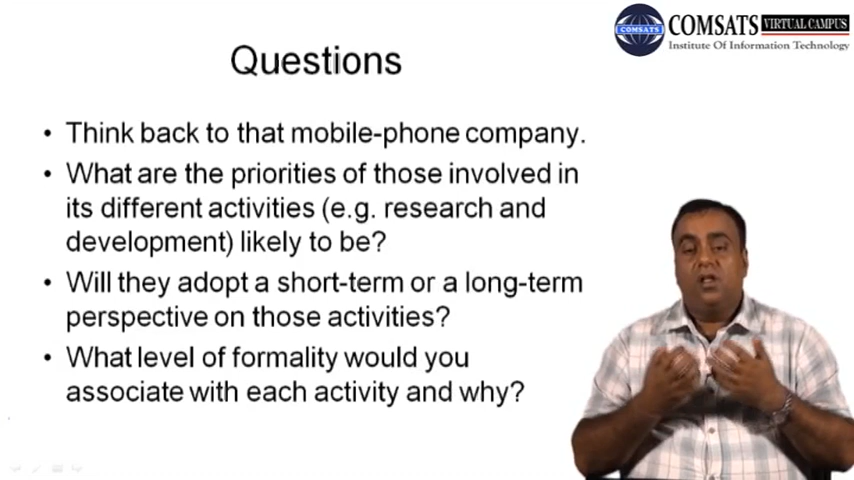 COMSATS VIRTUAL CAMPUS
Institute Of Information Technology
COMSATS
Questions
• Think back to that mobile-phone company.
• What are the priorities of those involved in
its different activities (e.g. research and
development) likely to be?
• Will they adopt a short-term or a long-term
perspective on those activities?
• What level of formality would you
associate with each activity and why?